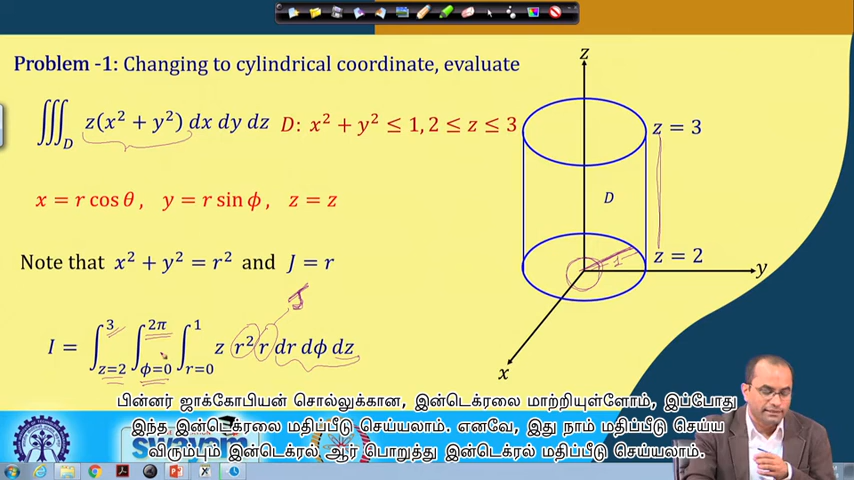 Problem -1: Changing to cylindrical coordinate, evaluate
∭_D z(x² + y²) dx dy dz D: x² + y² ≤ 1, 2 ≤ z ≤ 3
x = r cos θ, y = r sin ϕ, z = z
Note that x² + y² = r² and J = r
J
I = ∫_{z=2}^{3} ∫_{ϕ=0}^{2π} ∫_{r=0}^{1} z r² r dr dϕ dz
z
z = 3
D
1
z = 2
y
x
பின்னர் ஜாக்கோபியன் சொல்லுக்கான, இன்டெக்ரலை மாற்றியுள்ளோம், இப்போது
இந்த இன்டெக்ரலை மதிப்பீடு செய்யலாம். எனவே, இது நாம் மதிப்பீடு செய்ய
விரும்பும் இன்டெக்ரல் ஆர் பொறுத்து இன்டெக்ரல் மதிப்பீடு செய்யலாம்.
swayam